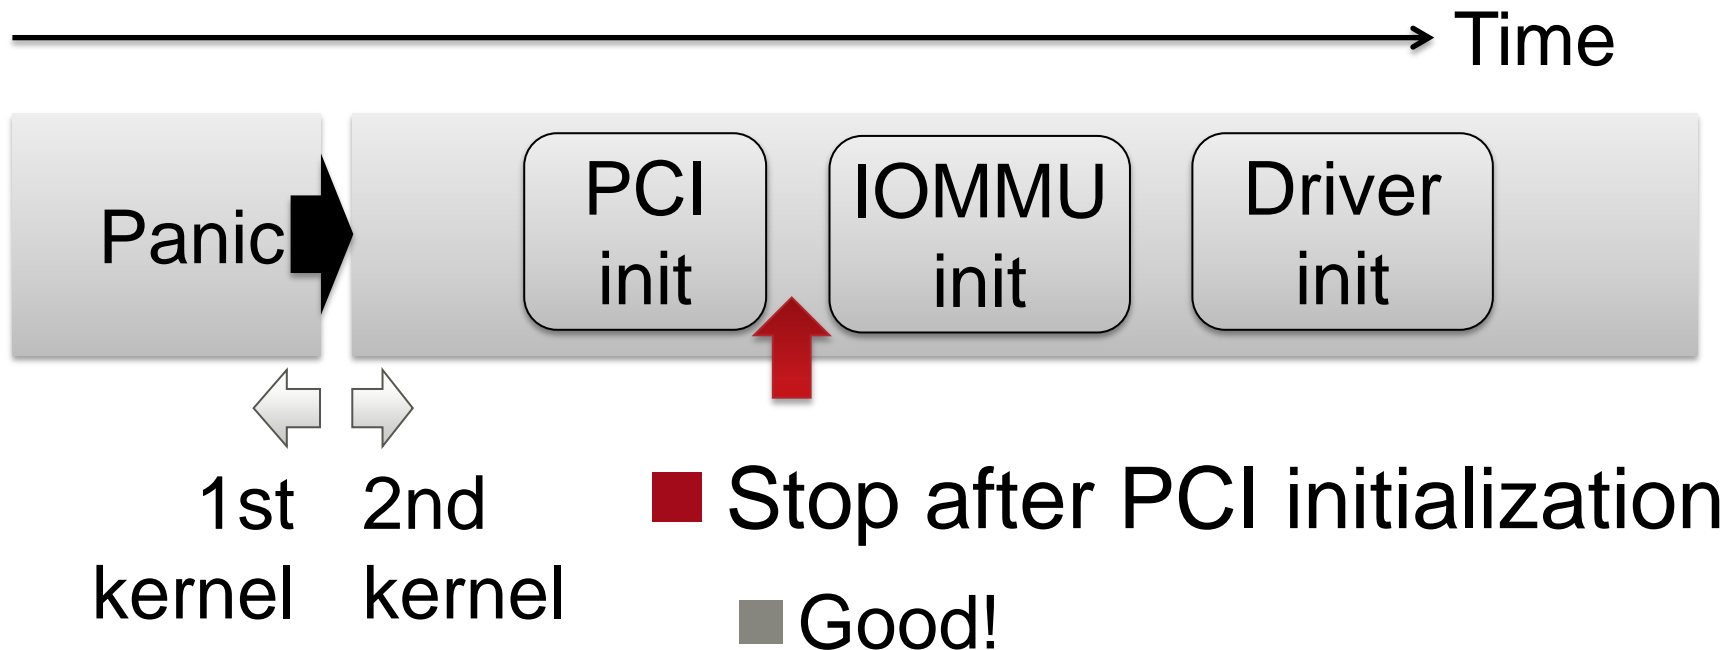 Time
Panic
PCI
init
IOMMU
init
Driver
init
1st
kernel
2nd
kernel
Stop after PCI initialization
Good!